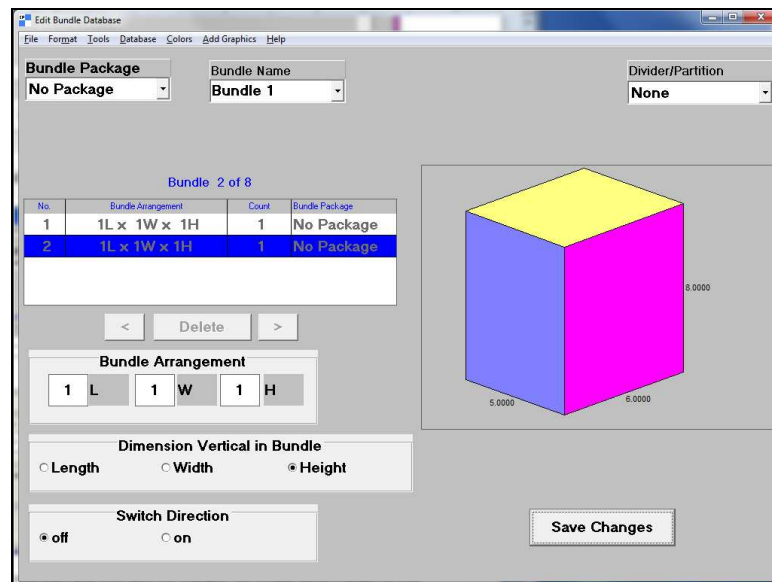 Edit Bundle Database
File Format Tools Database Colors Add Graphics Help
Bundle Package
No Package
Bundle Name
Bundle 1
Divider/Partition
None
Bundle 2 of 8
No. Bundle Arrangement Count Bundle Package
1 1L x 1W x 1H 1 No Package
2 1L x 1W x 1H 1 No Package
< Delete >
Bundle Arrangement
1 L 1 W 1 H
Dimension Vertical in Bundle
Length Width Height
Switch Direction
off on
8.0000
5.0000 6.0000
Save Changes